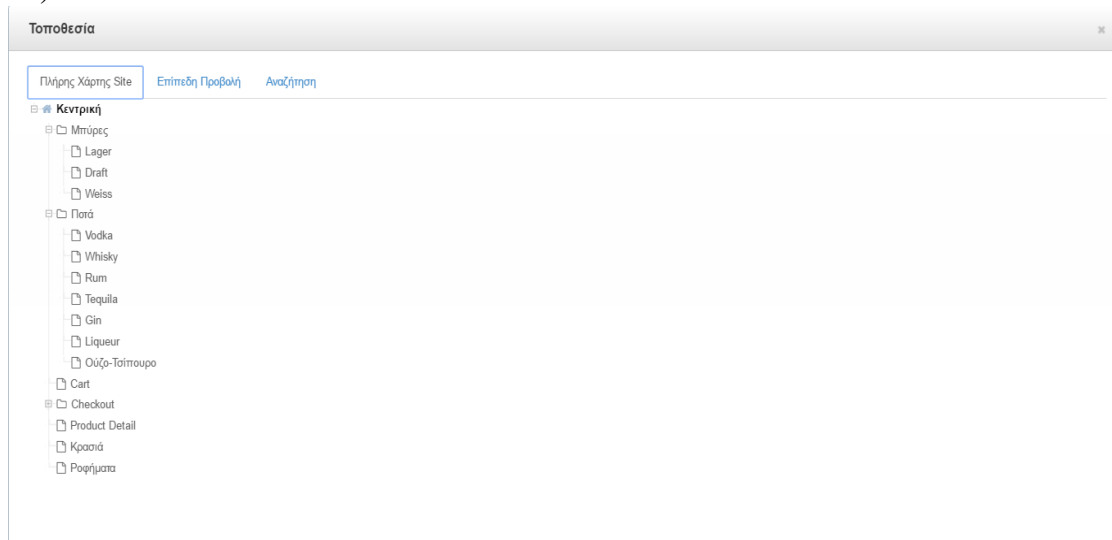 Τοποθεσία
Πλήρης Χάρτης Site Επίπεδη Προβολή Αναζήτηση
Κεντρική
Μπύρες
Lager
Draft
Weiss
Ποτά
Vodka
Whisky
Rum
Tequila
Gin
Liqueur
Ούζο-Τσίπουρο
Cart
Checkout
Product Detail
Κρασιά
Ροφήματα